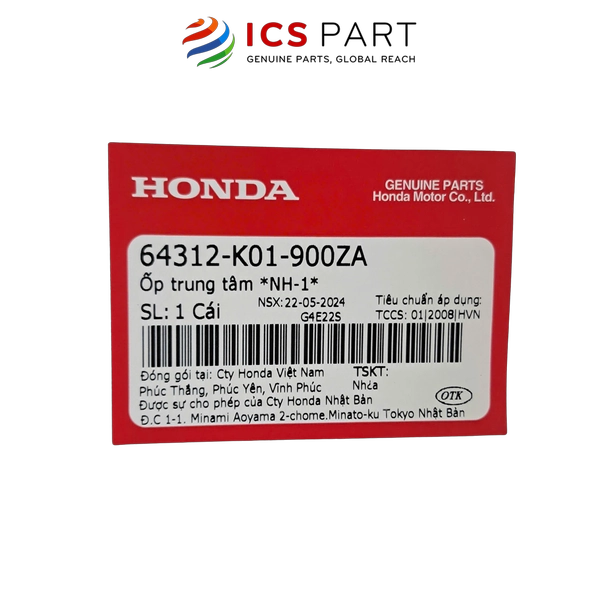 ICS PART
GENUINE PARTS, GLOBAL REACH
HONDA
GENUINE PARTS
Honda Motor Co., Ltd.
64312-K01-900ZA
Ốp trung tâm *NH-1*
NSX:22-05-2024
Tiêu chuẩn áp dụng:
SL: 1 Cái
G4E22S
TCCS: 01|2008|HVN
Đóng gói tại: Cty Honda Việt Nam
TSKT:
Phúc Thắng, Phúc Yên, Vĩnh Phúc
Nhựa
Được sự cho phép của Cty Honda Nhật Bản
OTK
Đ.C 1-1. Minami Aoyama 2-chome.Minato-ku Tokyo Nhật Bản